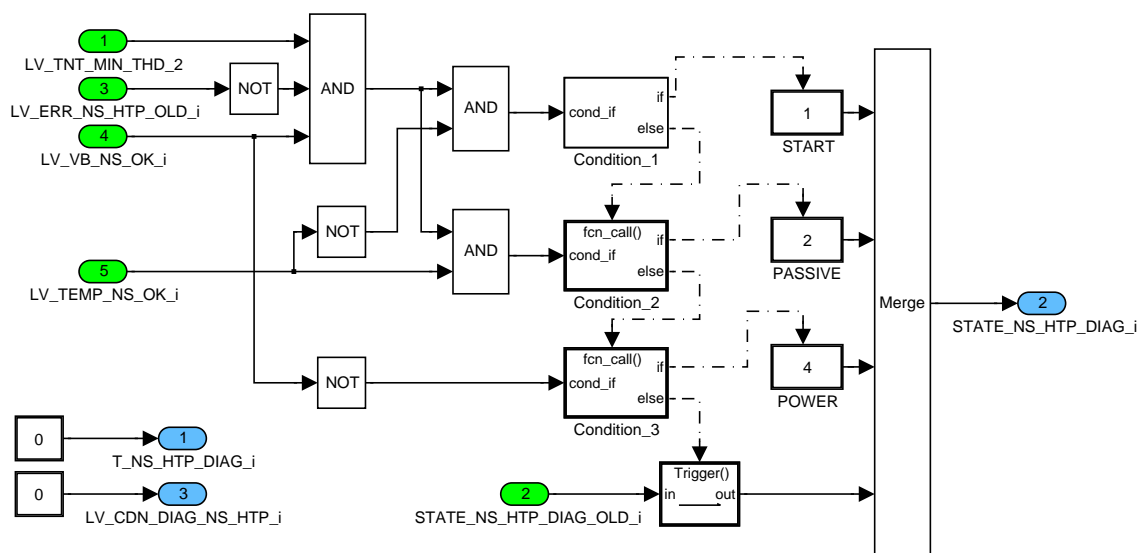 1
LV_TNT_MIN_THD_2
3
LV_ERR_NS_HTP_OLD_i
4
LV_VB_NS_OK_i
NOT
AND
AND
cond_if
if
else
Condition_1
1
START
5
LV_TEMP_NS_OK_i
NOT
AND
fcn_call()
cond_if
if
else
Condition_2
2
PASSIVE
Merge
2
STATE_NS_HTP_DIAG_i
NOT
fcn_call()
cond_if
if
else
Condition_3
4
POWER
0
1
T_NS_HTP_DIAG_i
0
3
LV_CDN_DIAG_NS_HTP_i
2
STATE_NS_HTP_DIAG_OLD_i
Trigger()
in
out